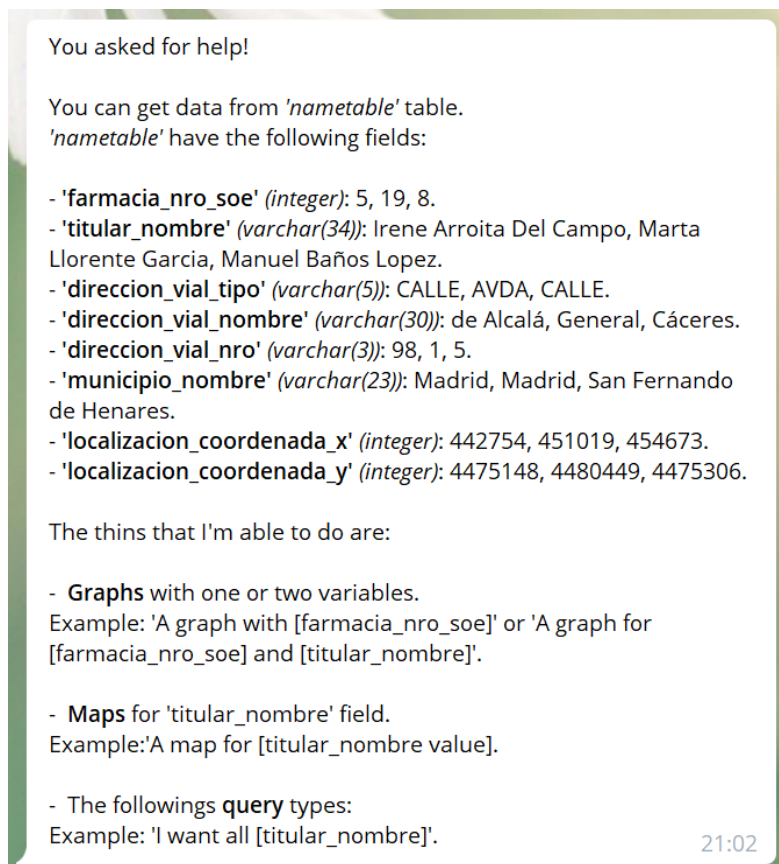 You asked for help!
You can get data from 'nametable' table.
'nametable' have the following fields:
- 'farmacia_nro_soe' (integer): 5, 19, 8.
- 'titular_nombre' (varchar(34)): Irene Arroita Del Campo, Marta
Llorente Garcia, Manuel Baños Lopez.
- 'direccion_vial_tipo' (varchar(5)): CALLE, AVDA, CALLE.
- 'direccion_vial_nombre' (varchar(30)): de Alcalá, General, Cáceres.
- 'direccion_vial_nro' (varchar(3)): 98, 1, 5.
- 'municipio_nombre' (varchar(23)): Madrid, Madrid, San Fernando
de Henares.
- 'localizacion_coordenada_x' (integer): 442754, 451019, 454673.
- 'localizacion_coordenada_y' (integer): 4475148, 4480449, 4475306.
The thins that I'm able to do are:
- Graphs with one or two variables.
Example: 'A graph with [farmacia_nro_soe]' or 'A graph for
[farmacia_nro_soe] and [titular_nombre]'.
- Maps for 'titular_nombre' field.
Example:'A map for [titular_nombre value].
- The followings query types:
Example: 'I want all [titular_nombre]'.
21:02